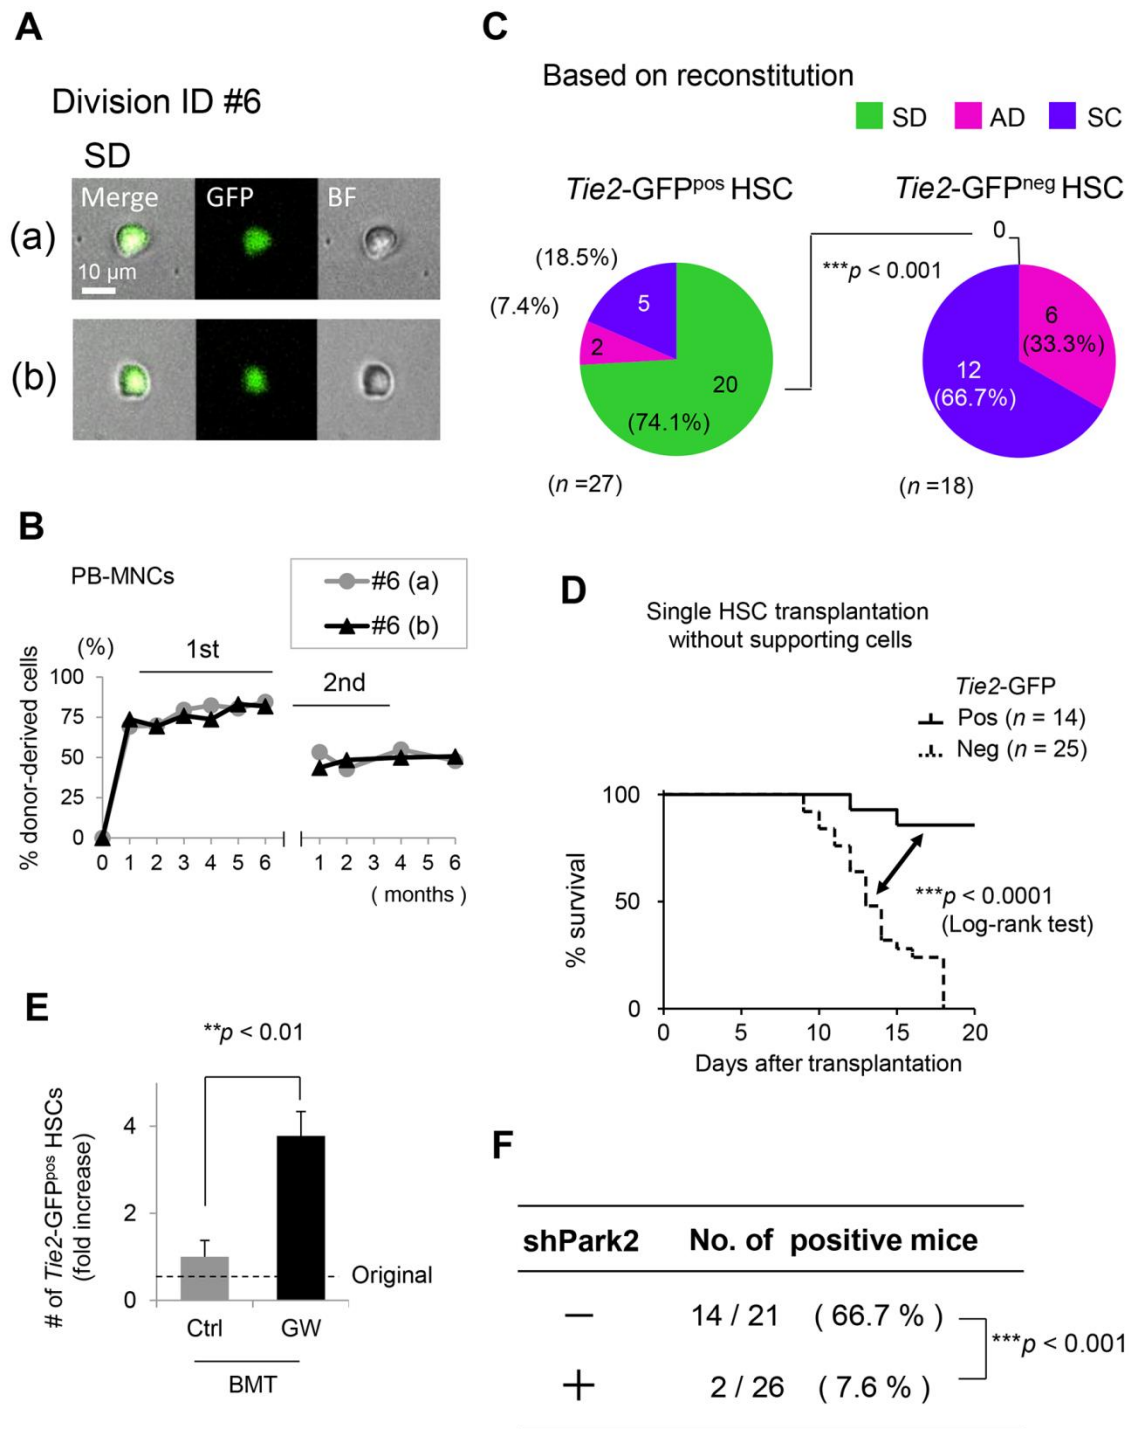 A
Division ID #6
SD
Merge GFP BF
(a)
10 µm
(b)
B
PB-MNCs
#6 (a)
#6 (b)
(%)
1st
2nd
% donor-derived cells
100
75
50
25
0
0 1 2 3 4 5 6 1 2 3 4 6
( months )
C
Based on reconstitution
SD AD SC
Tie2-GFPpos HSC
(18.5%)
(7.4%)
5
2
20
(74.1%)
(n =27)
***p < 0.001
Tie2-GFPneg HSC
0
6
(33.3%)
12
(66.7%)
(n =18)
D
Single HSC transplantation
without supporting cells
Tie2-GFP
Pos (n = 14)
Neg (n = 25)
% survival
100
50
0
0 5 10 15 20
Days after transplantation
***p < 0.0001
(Log-rank test)
E
**p < 0.01
# of Tie2-GFPpos HSCs
(fold increase)
4
2
0
Original
Ctrl GW
BMT
F
shPark2 No. of positive mice
− 14 / 21 ( 66.7 % )
+ 2 / 26 ( 7.6 % )
***p < 0.001